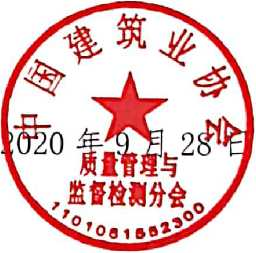 中国建筑业协会
2020 年 9 月 28 日
质量管理与
监督检测分会
1101061562300